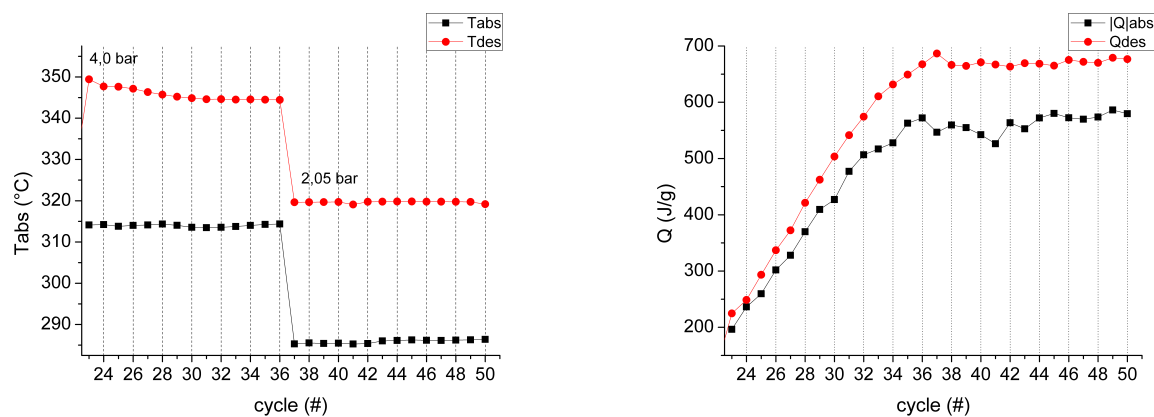 Tabs
Tdes
4,0 bar
2,05 bar
350
340
330
320
310
300
290
Tabs (°C)
24 26 28 30 32 34 36 38 40 42 44 46 48 50
cycle (#)
|Q|abs
Qdes
700
600
500
400
300
200
Q (J/g)
24 26 28 30 32 34 36 38 40 42 44 46 48 50
cycle (#)